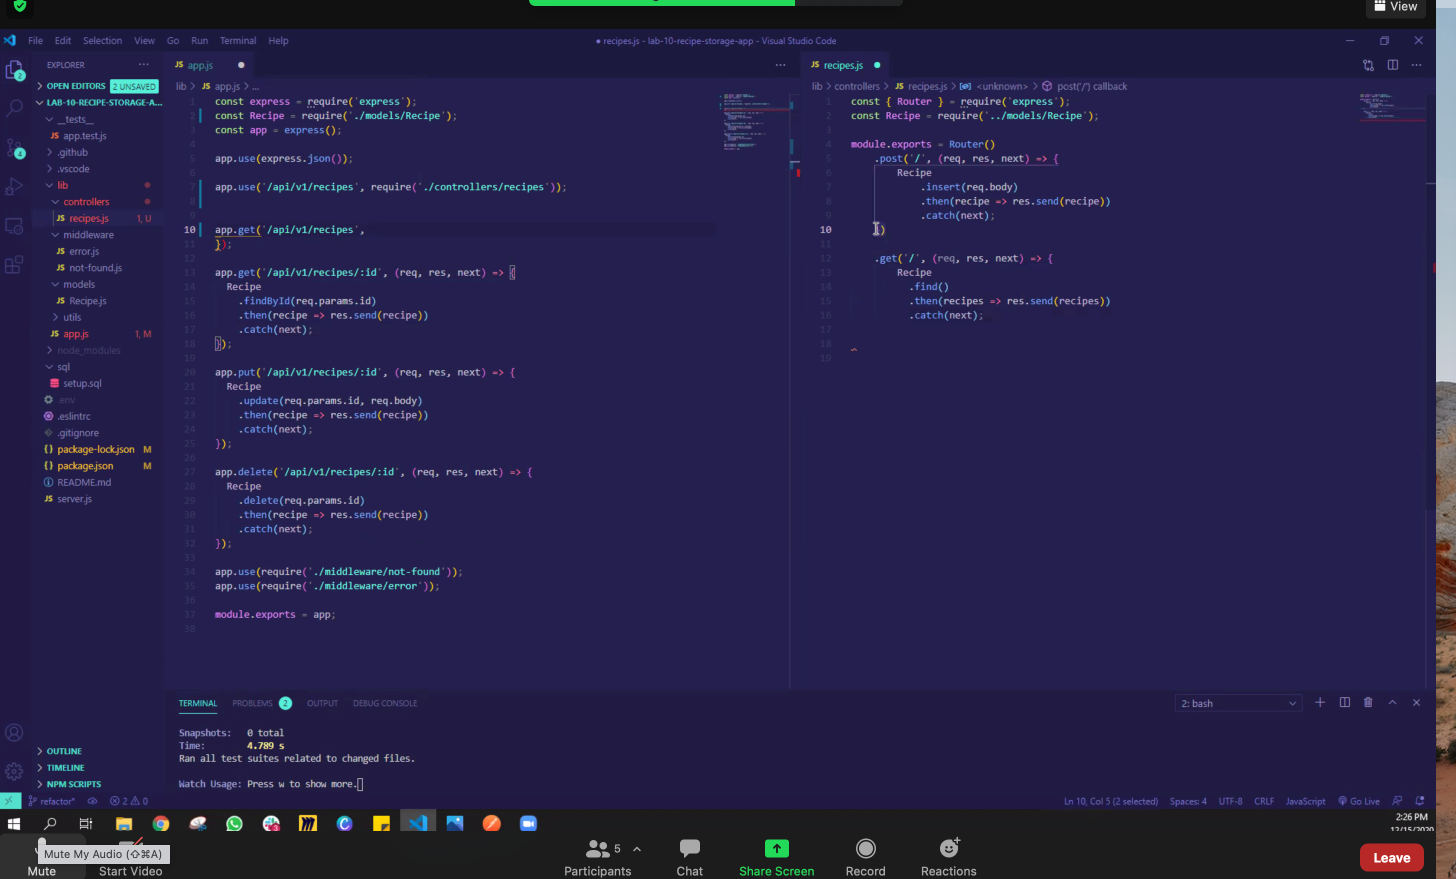 View
File Edit Selection View Go Run Terminal Help
● recipes.js - lab-10-recipe-storage-app - Visual Studio Code
EXPLORER ···
OPEN EDITORS 2 UNSAVED
LAB-10-RECIPE-STORAGE-A...
__tests__
JS app.test.js
.github
.vscode
lib
controllers
JS recipes.js 1, U
middleware
JS error.js
JS not-found.js
models
JS Recipe.js
utils
JS app.js 1, M
node_modules
sql
setup.sql
.env
.eslintrc
.gitignore
{} package-lock.json M
{} package.json M
README.md
JS server.js
OUTLINE
TIMELINE
NPM SCRIPTS
JS app.js ●
lib > JS app.js > ...
1 const express = require('express');
2 const Recipe = require('./models/Recipe');
3 const app = express();
4
5 app.use(express.json());
6
7 app.use('/api/v1/recipes', require('./controllers/recipes'));
8
9
10 app.get('/api/v1/recipes',
11 });
12
13 app.get('/api/v1/recipes/:id', (req, res, next) => {
14 Recipe
15 .findById(req.params.id)
16 .then(recipe => res.send(recipe))
17 .catch(next);
18 });
19
20 app.put('/api/v1/recipes/:id', (req, res, next) => {
21 Recipe
22 .update(req.params.id, req.body)
23 .then(recipe => res.send(recipe))
24 .catch(next);
25 });
26
27 app.delete('/api/v1/recipes/:id', (req, res, next) => {
28 Recipe
29 .delete(req.params.id)
30 .then(recipe => res.send(recipe))
31 .catch(next);
32 });
33
34 app.use(require('./middleware/not-found'));
35 app.use(require('./middleware/error'));
36
37 module.exports = app;
38
JS recipes.js ●
lib > controllers > JS recipes.js > <unknown> > post('/') callback
1 const { Router } = require('express');
2 const Recipe = require('../models/Recipe');
3
4 module.exports = Router()
5 .post('/', (req, res, next) => {
6 Recipe
7 .insert(req.body)
8 .then(recipe => res.send(recipe))
9 .catch(next);
10 })
11
12 .get('/', (req, res, next) => {
13 Recipe
14 .find()
15 .then(recipes => res.send(recipes))
16 .catch(next);
17
18
19
TERMINAL PROBLEMS 2 OUTPUT DEBUG CONSOLE
2: bash
Snapshots: 0 total
Time: 4.789 s
Ran all test suites related to changed files.
Watch Usage: Press w to show more.
refactor* 2 0
Ln 10, Col 5 (2 selected) Spaces: 4 UTF-8 CRLF JavaScript Go Live
2:26 PM
12/15/2020
Mute My Audio (⇧⌘A)
Mute
Start Video
Participants 5
Chat
Share Screen
Record
Reactions
Leave